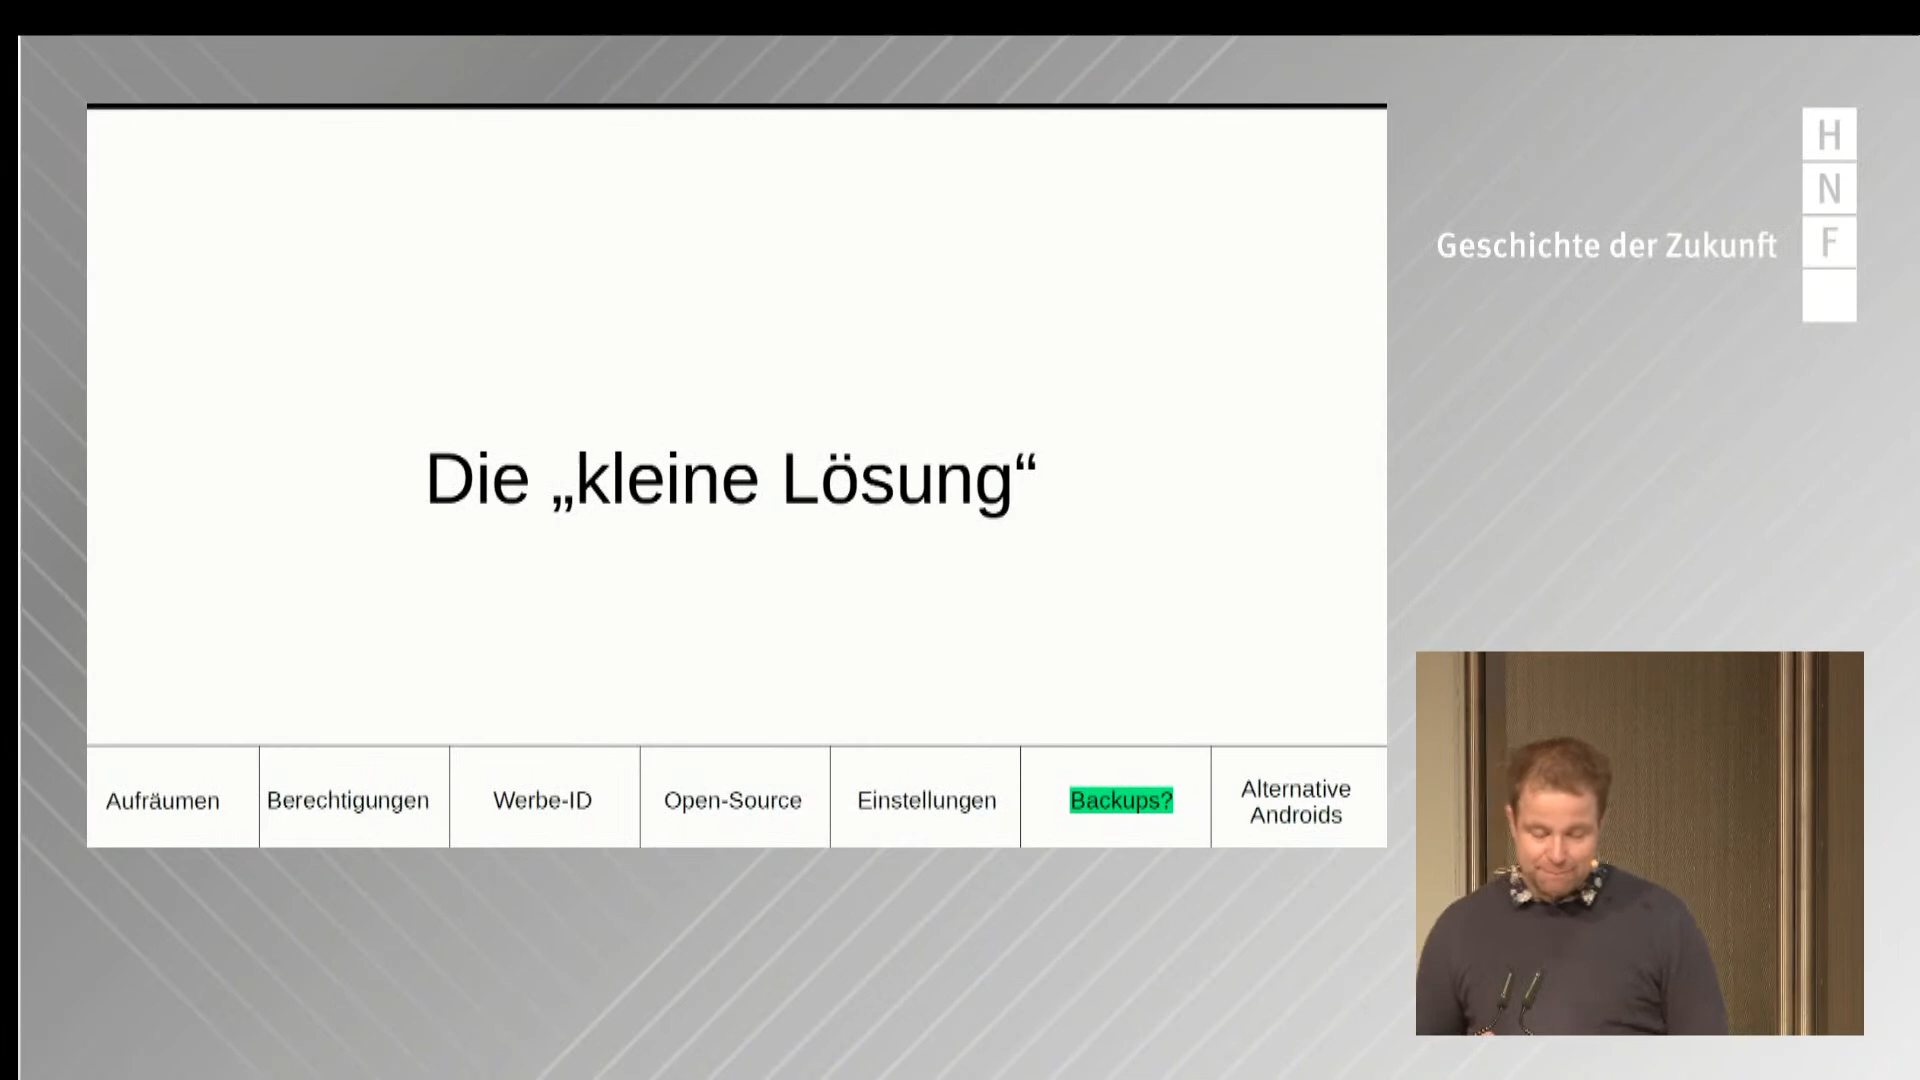 Die „kleine Lösung“
Aufräumen
Berechtigungen
Werbe-ID
Open-Source
Einstellungen
Backups?
Alternative
Androids
Geschichte der Zukunft
H
N
F